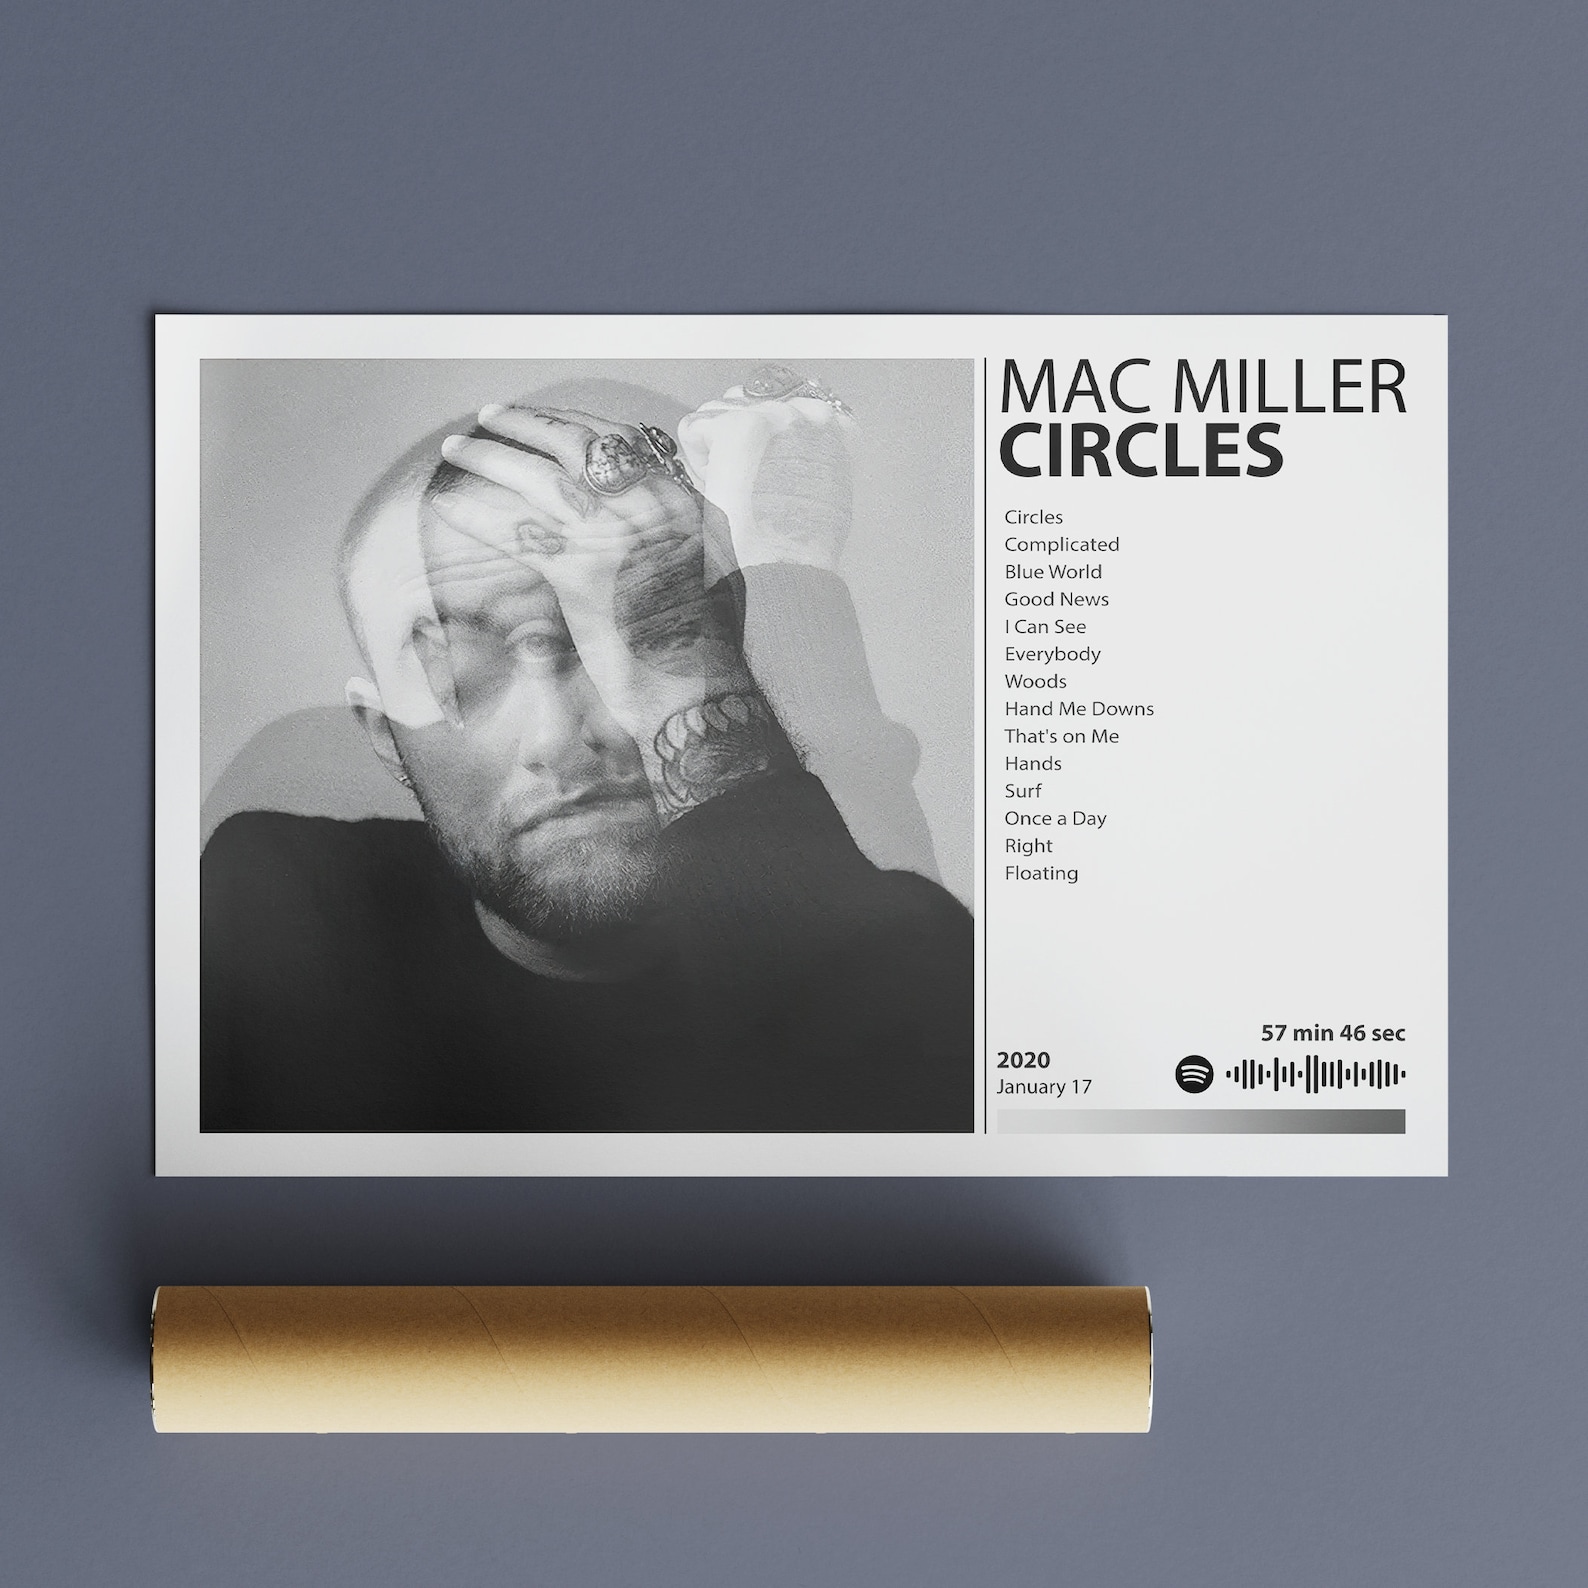 MAC MILLER
CIRCLES
Circles
Complicated
Blue World
Good News
I Can See
Everybody
Woods
Hand Me Downs
That's on Me
Hands
Surf
Once a Day
Right
Floating
57 min 46 sec
2020
January 17